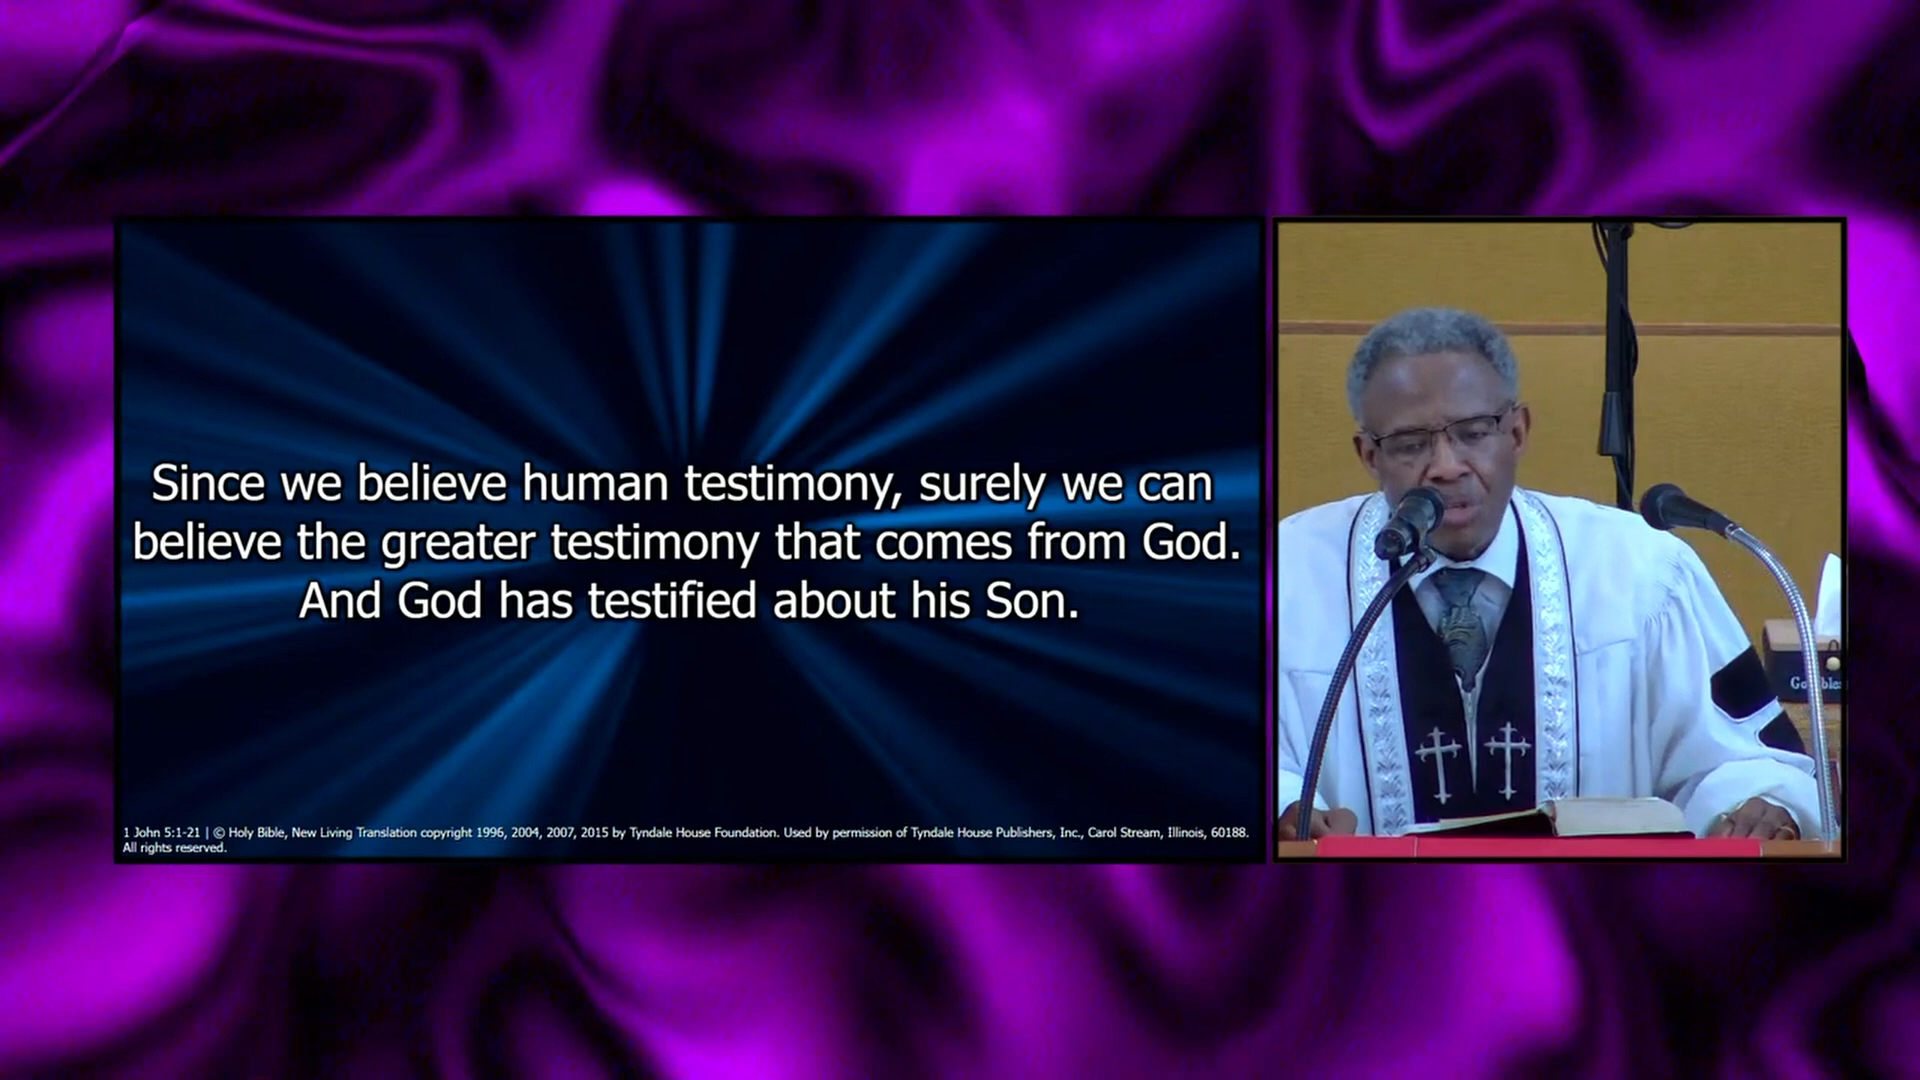 Since we believe human testimony, surely we can
believe the greater testimony that comes from God.
And God has testified about his Son.
1 John 5:1-21 | © Holy Bible, New Living Translation copyright 1996, 2004, 2007, 2015 by Tyndale House Foundation. Used by permission of Tyndale House Publishers, Inc., Carol Stream, Illinois, 60188.
All rights reserved.